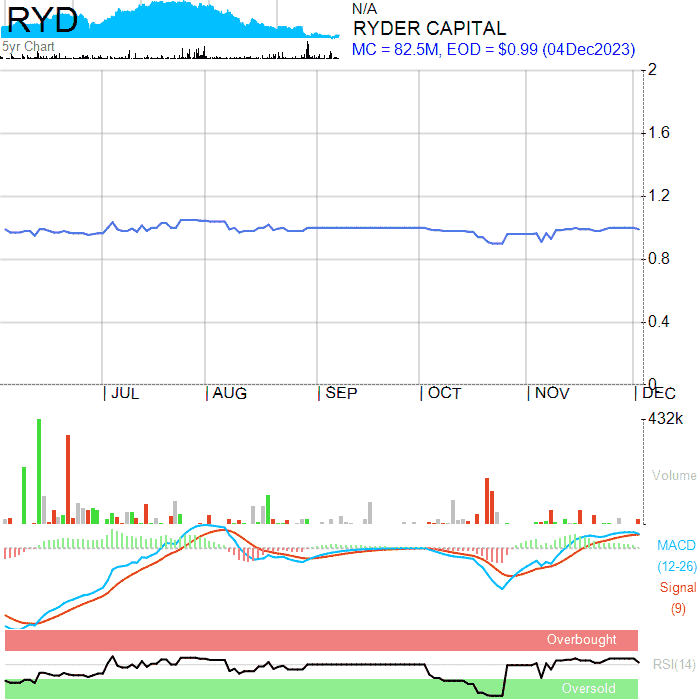 RYD
5yr Chart
N/A
RYDER CAPITAL
MC = 82.5M, EOD = $0.99 (04Dec2023)
2
1.6
1.2
0.8
0.4
0
JUL AUG SEP OCT NOV DEC
432k
Volume
MACD
(12-26)
Signal
(9)
Overbought
RSI(14)
Oversold